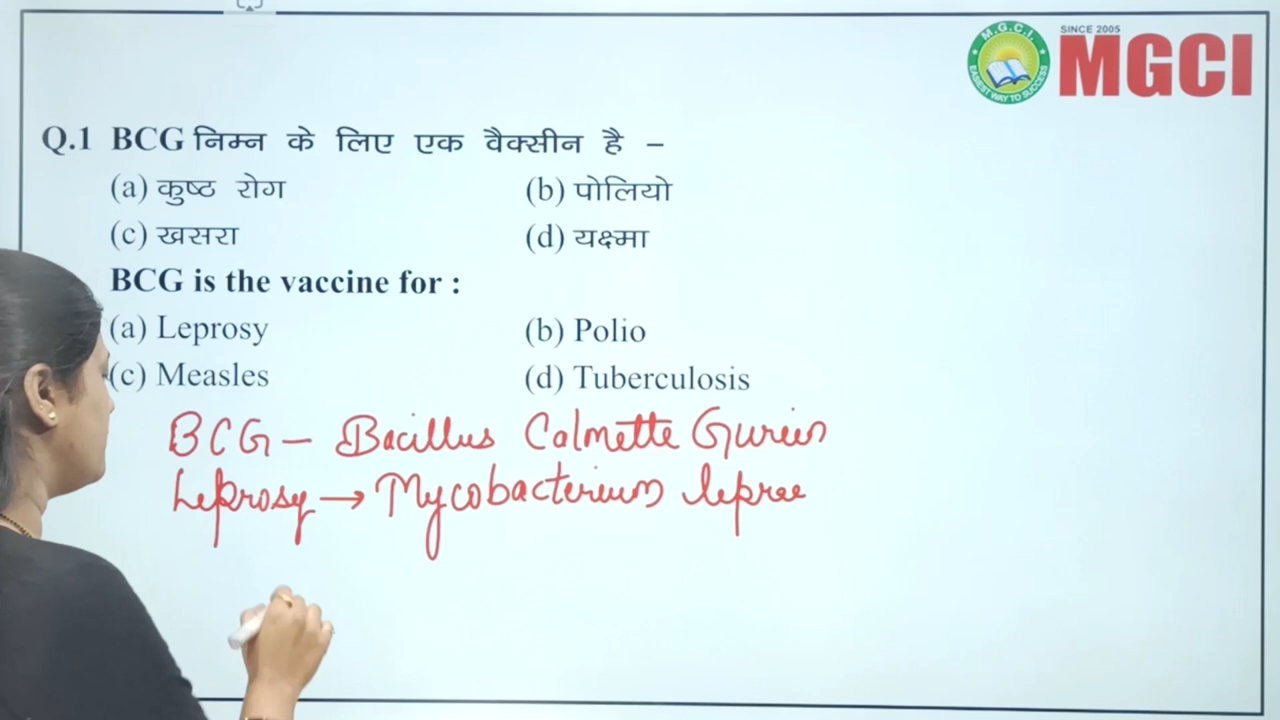 SINCE 2005
M.G.C.I.
MGCI
EASIEST WAY TO SUCCESS
Q.1 BCG निम्न के लिए एक वैक्सीन है –
(a) कुष्ठ रोग (b) पोलियो
(c) खसरा (d) यक्ष्मा
BCG is the vaccine for :
(a) Leprosy (b) Polio
(c) Measles (d) Tuberculosis
BCG – Bacillus Calmette Gurein
Leprosy → Mycobacterium leprae